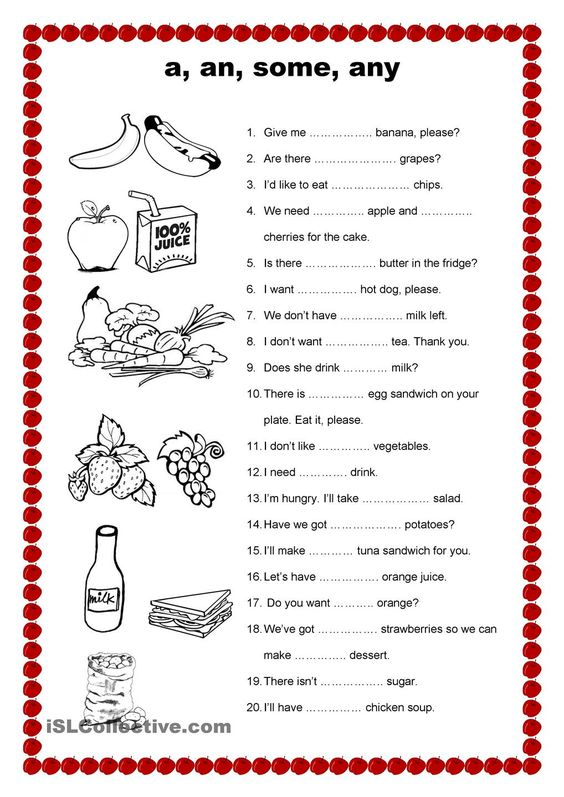 a, an, some, any
1. Give me …………….. banana, please?
2. Are there …………………. grapes?
3. I'd like to eat ………………… chips.
4. We need ………….. apple and …………..
cherries for the cake.
5. Is there ………………. butter in the fridge?
6. I want ……………. hot dog, please.
7. We don't have ………….. milk left.
8. I don't want …………….. tea. Thank you.
9. Does she drink ………… milk?
10. There is …………… egg sandwich on your
plate. Eat it, please.
11. I don't like ………….. vegetables.
12. I need …………. drink.
13. I'm hungry. I'll take ……………… salad.
14. Have we got ………………. potatoes?
15. I'll make ………… tuna sandwich for you.
16. Let's have ……………. orange juice.
17. Do you want ……….. orange?
18. We've got ……………. strawberries so we can
make ………….. dessert.
19. There isn't …………….. sugar.
20. I'll have …………… chicken soup.
100%
JUICE
milk
iSLCollective.com